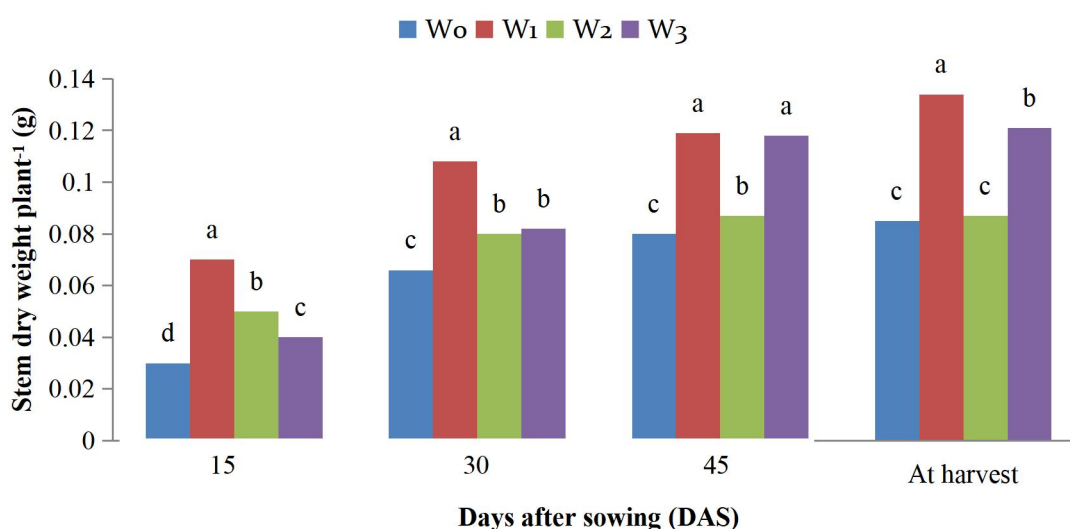 W0 W1 W2 W3
0.14
0.12
0.1
0.08
0.06
0.04
0.02
0
Stem dry weight plant⁻¹ (g)
d a b c
c a b b
c a b a
c a c b
15 30 45 At harvest
Days after sowing (DAS)